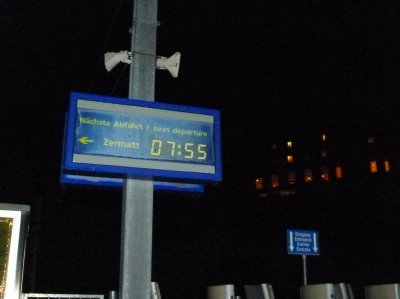 Nächste Abfahrt / next departure
← Zermatt 07:55
Eingang
Entrance
Entrée
Entrata